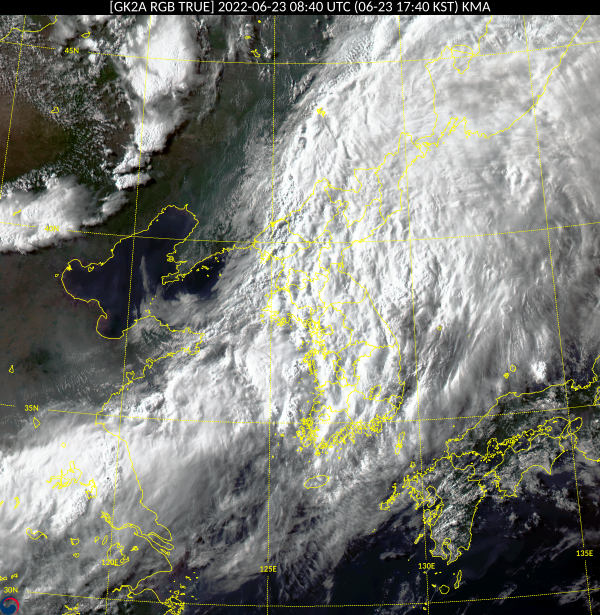 [GK2A RGB TRUE] 2022-06-23 08:40 UTC (06-23 17:40 KST) KMA
45N
35N
135E
130E
125E
120E
30N